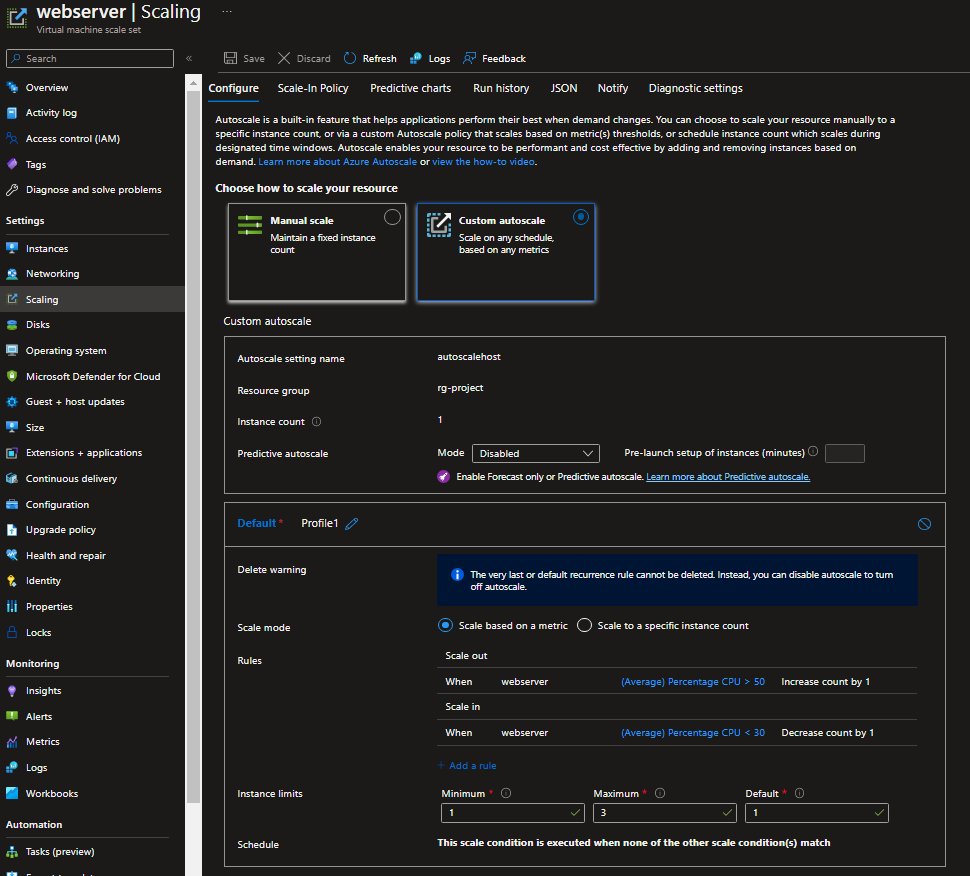 webserver | Scaling ...
Virtual machine scale set
Search
«
Save
Discard
Refresh
Logs
Feedback
Overview
Activity log
Access control (IAM)
Tags
Diagnose and solve problems
Settings
Instances
Networking
Scaling
Disks
Operating system
Microsoft Defender for Cloud
Guest + host updates
Size
Extensions + applications
Continuous delivery
Configuration
Upgrade policy
Health and repair
Identity
Properties
Locks
Monitoring
Insights
Alerts
Metrics
Logs
Workbooks
Automation
Tasks (preview)
Configure
Scale-In Policy
Predictive charts
Run history
JSON
Notify
Diagnostic settings
Autoscale is a built-in feature that helps applications perform their best when demand changes. You can choose to scale your resource manually to a
specific instance count, or via a custom Autoscale policy that scales based on metric(s) thresholds, or schedule instance count which scales during
designated time windows. Autoscale enables your resource to be performant and cost effective by adding and removing instances based on
demand. Learn more about Azure Autoscale or view the how-to video.
Choose how to scale your resource
Manual scale
Maintain a fixed instance
count
Custom autoscale
Scale on any schedule,
based on any metrics
Custom autoscale
Autoscale setting name
autoscalehost
Resource group
rg-project
Instance count
1
Predictive autoscale
Mode
Disabled
Pre-launch setup of instances (minutes)
Enable Forecast only or Predictive autoscale. Learn more about Predictive autoscale.
Default *
Profile1
Delete warning
The very last or default recurrence rule cannot be deleted. Instead, you can disable autoscale to turn
off autoscale.
Scale mode
Scale based on a metric
Scale to a specific instance count
Rules
Scale out
When webserver (Average) Percentage CPU > 50 Increase count by 1
Scale in
When webserver (Average) Percentage CPU < 30 Decrease count by 1
+ Add a rule
Instance limits
Minimum *
Maximum *
Default *
1
3
1
Schedule
This scale condition is executed when none of the other scale condition(s) match